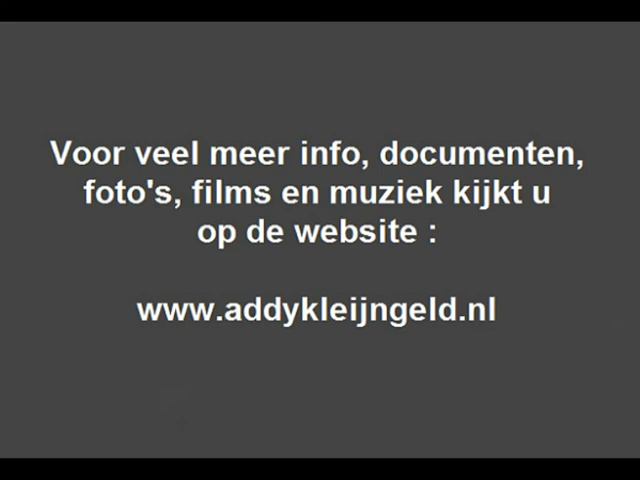 Voor veel meer info, documenten,
foto's, films en muziek kijkt u
op de website :
www.addykleijngeld.nl